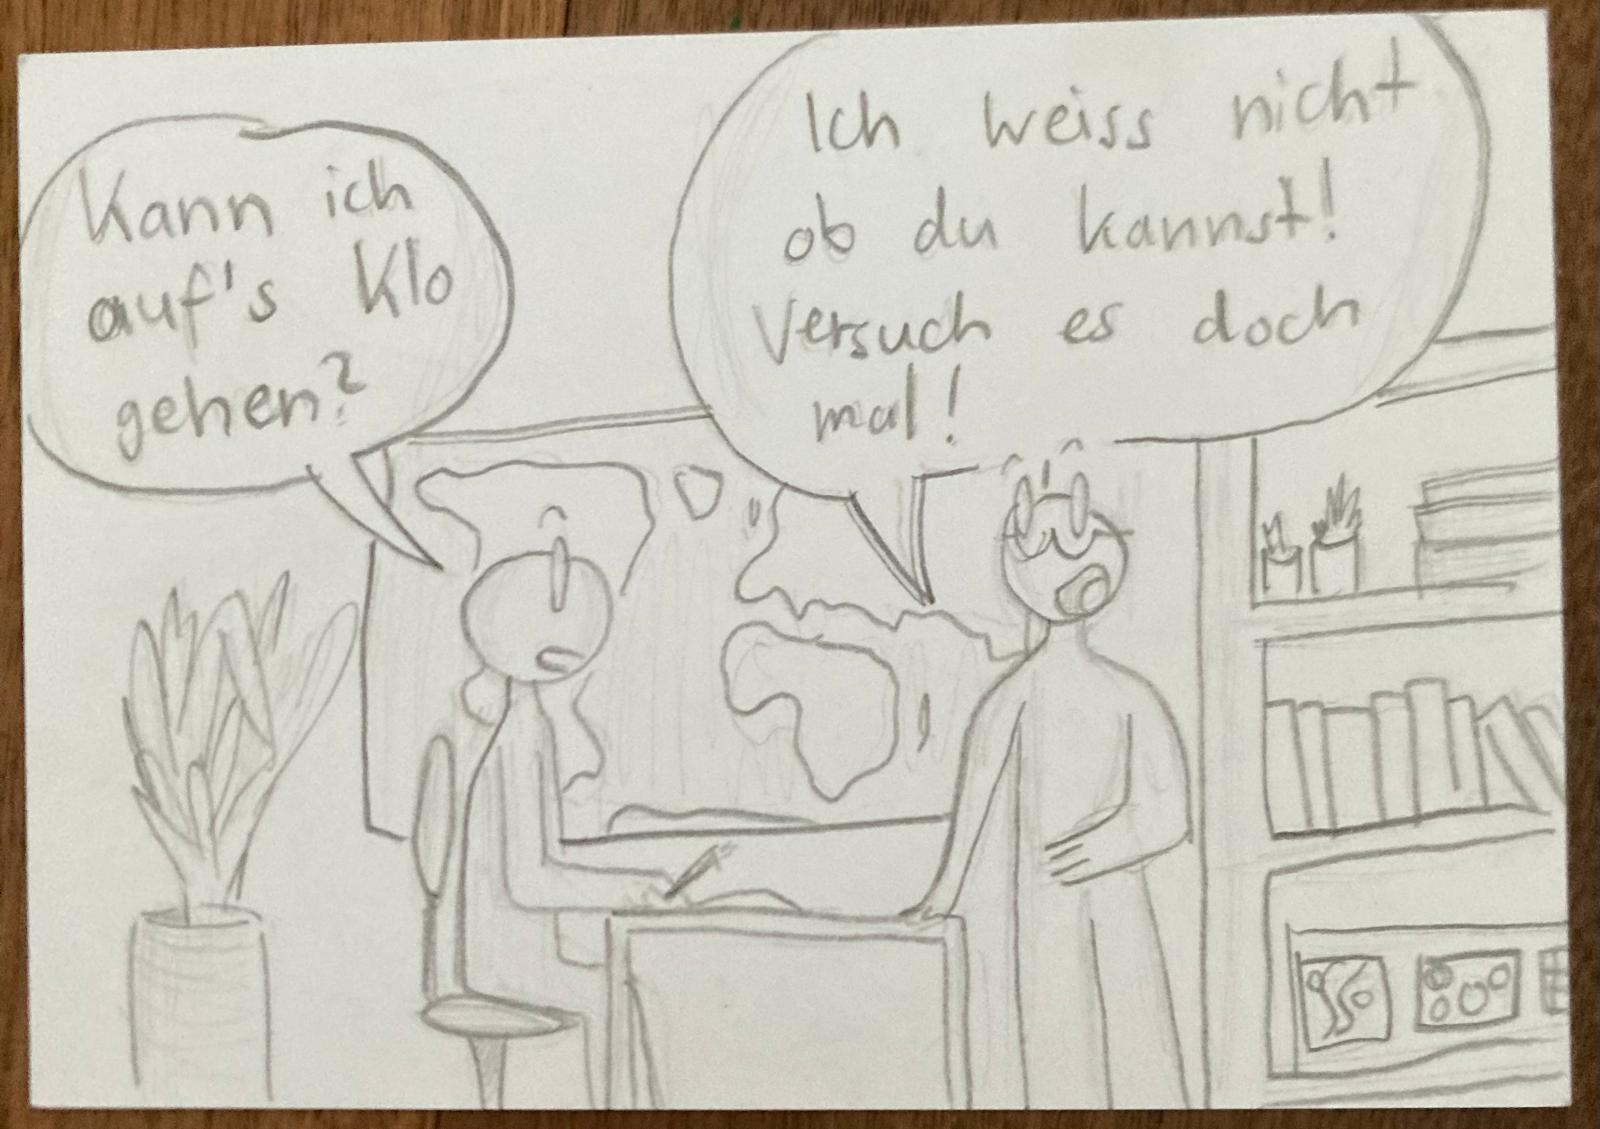 Kann ich
auf's Klo
gehen?
Ich weiss nicht
ob du kannst!
Versuch es doch
mal!